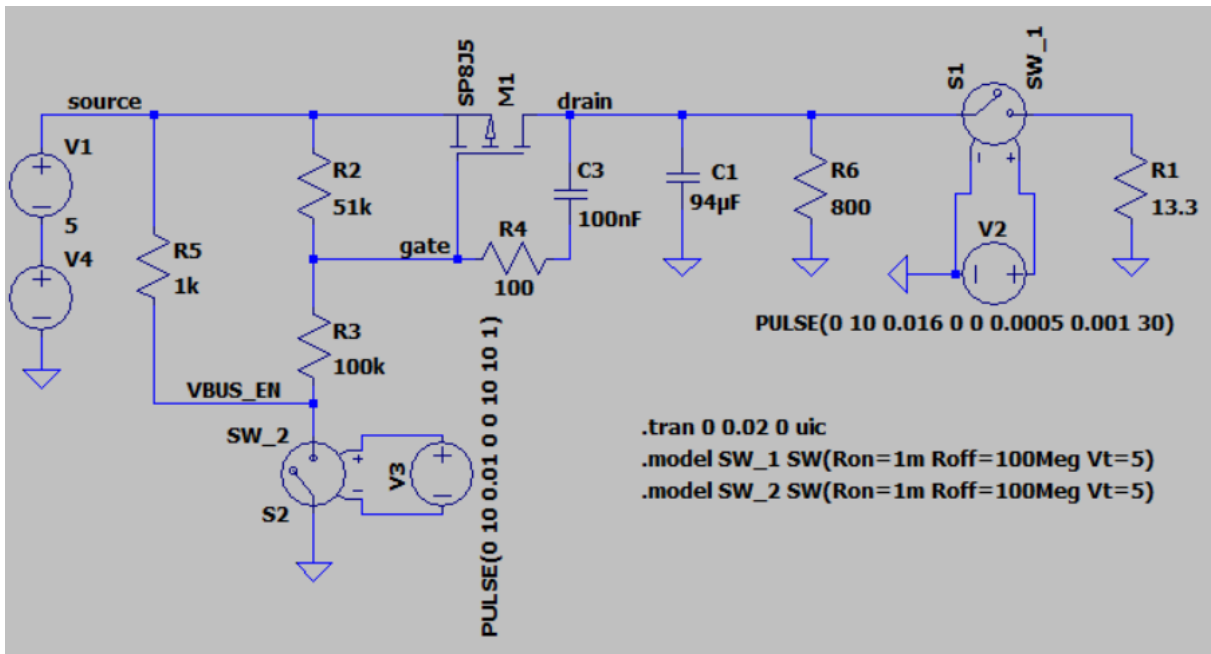 source
V1
5
V4
R5
1k
R2
51k
gate
R3
100k
VBUS_EN
SW_2
S2
V3
PULSE(0 10 0.01 0 0 10 10 1)
SP8J5
M1
drain
R4
100
C3
100nF
C1
94µF
R6
800
S1
SW_1
V2
R1
13.3
PULSE(0 10 0.016 0 0 0.0005 0.001 30)
.tran 0 0.02 0 uic
.model SW_1 SW(Ron=1m Roff=100Meg Vt=5)
.model SW_2 SW(Ron=1m Roff=100Meg Vt=5)